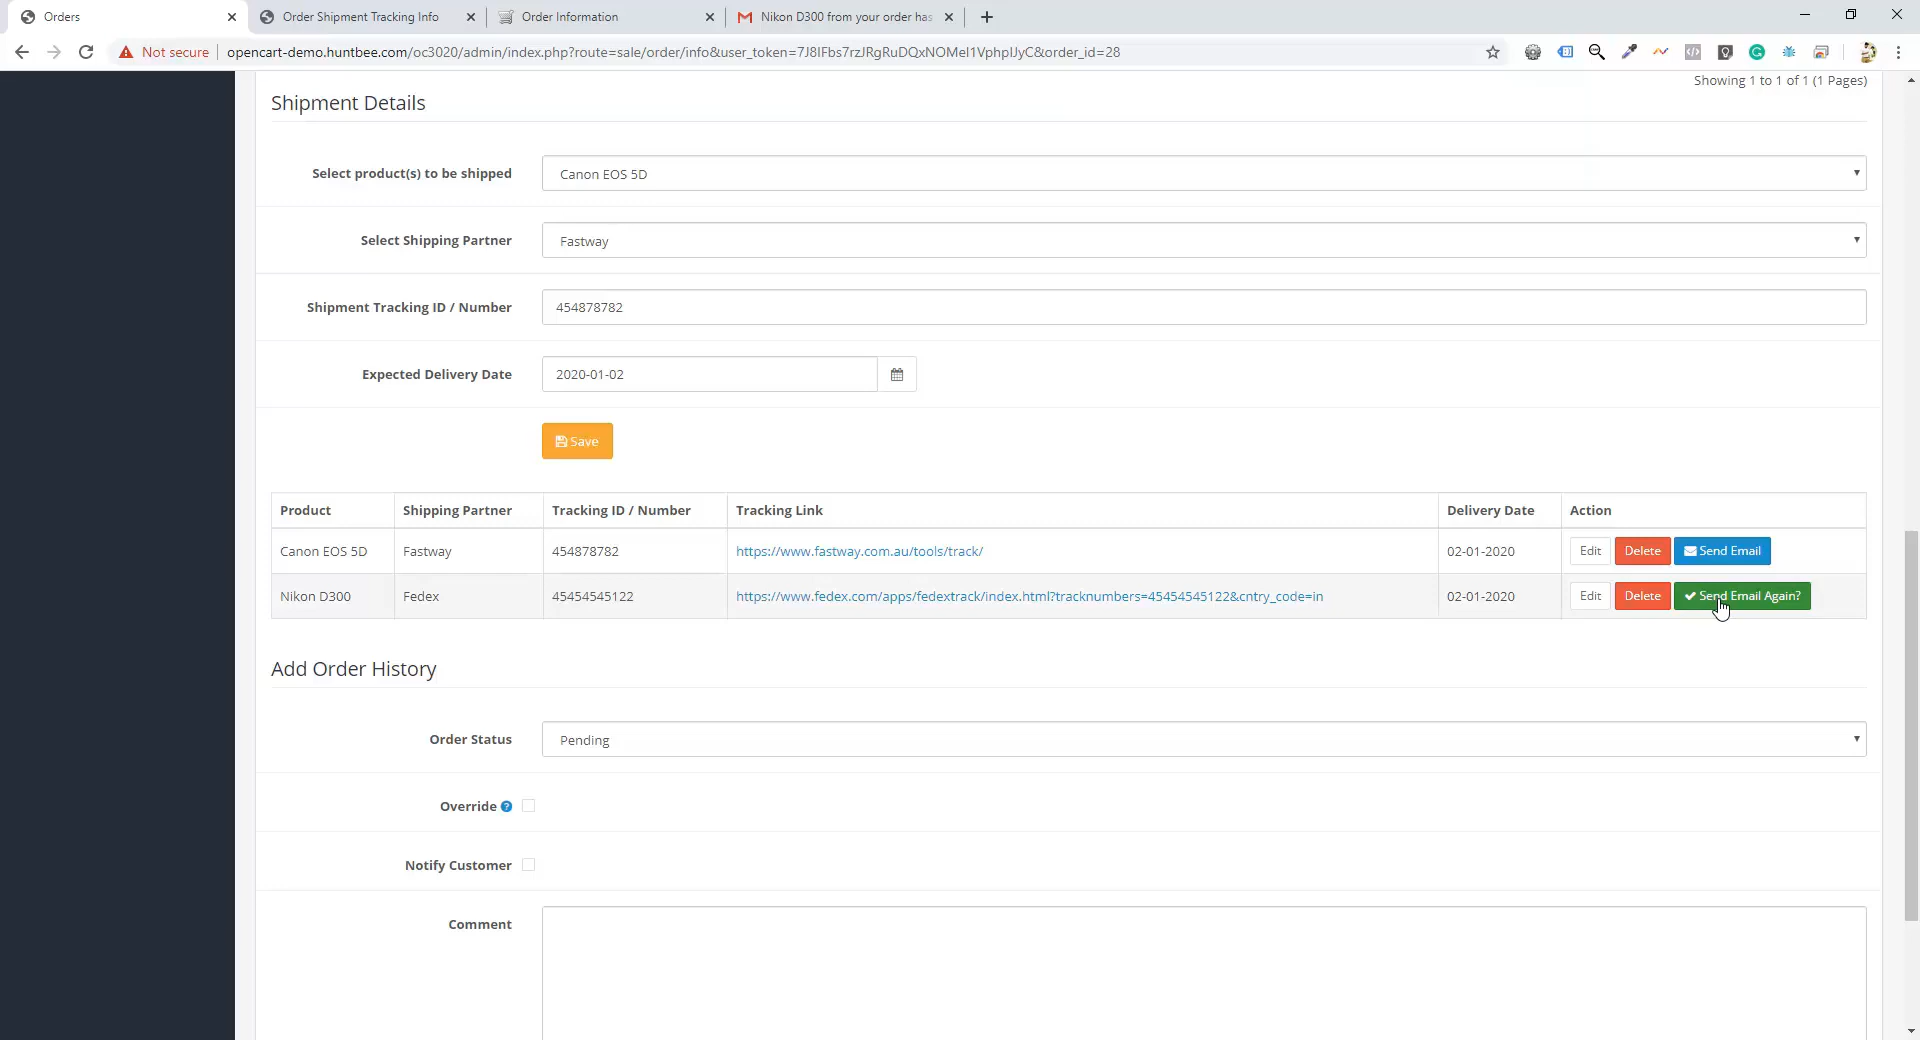 Orders
Order Shipment Tracking Info
Order Information
Nikon D300 from your order has
Not secure
opencart-demo.huntbee.com/oc3020/admin/index.php?route=sale/order/info&user_token=7J8IFbs7rzJRgRuDQxNOMeI1VphpIJyC&order_id=28
Showing 1 to 1 of 1 (1 Pages)
Shipment Details
Select product(s) to be shipped
Canon EOS 5D
Select Shipping Partner
Fastway
Shipment Tracking ID / Number
454878782
Expected Delivery Date
2020-01-02
Save
Product Shipping Partner Tracking ID / Number Tracking Link Delivery Date Action
Canon EOS 5D Fastway 454878782 https://www.fastway.com.au/tools/track/ 02-01-2020 Edit Delete Send Email
Nikon D300 Fedex 45454545122 https://www.fedex.com/apps/fedextrack/index.html?tracknumbers=45454545122&cntry_code=in 02-01-2020 Edit Delete Send Email Again?
Add Order History
Order Status
Pending
Override
Notify Customer
Comment